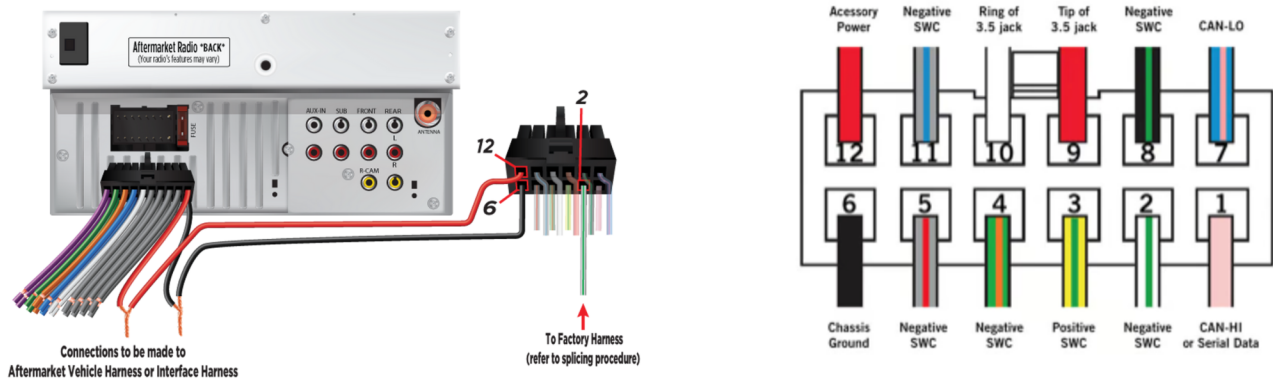 Aftermarket Radio *BACK*
(Your radio's features may vary)
AUX-IN SUB FRONT REAR
L
R
ANTENNA
FUSE
R-CAM
2
12
6
Connections to be made to
Aftermarket Vehicle Harness or Interface Harness
To Factory Harness
(refer to splicing procedure)
Acessory
Power
Negative
SWC
Ring of
3.5 jack
Tip of
3.5 jack
Negative
SWC
CAN-LO
12 11 10 9 8 7
6 5 4 3 2 1
Chassis
Ground
Negative
SWC
Negative
SWC
Positive
SWC
Negative
SWC
CAN-HI
or Serial Data